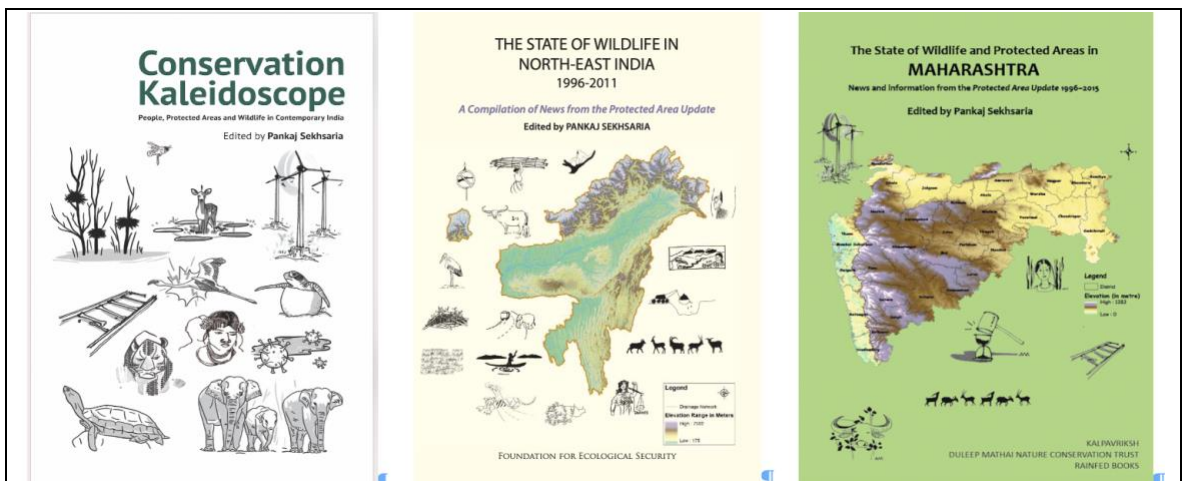 Conservation
Kaleidoscope
People, Protected Areas and Wildlife in Contemporary India
Edited by Pankaj Sekhsaria
THE STATE OF WILDLIFE IN
NORTH-EAST INDIA
1996-2011
A Compilation of News from the Protected Area Update
Edited by PANKAJ SEKHSARIA
Legend
Drainage Network
Elevation Range in Meters
FOUNDATION FOR ECOLOGICAL SECURITY
The State of Wildlife and Protected Areas in
MAHARASHTRA
News and Information from the Protected Area Update 1996–2015
Edited by Pankaj Sekhsaria
Legend
District
Elevation (in metre)
KALPAVRIKSH
DULEEP MATHAI NATURE CONSERVATION TRUST
RAINFED BOOKS